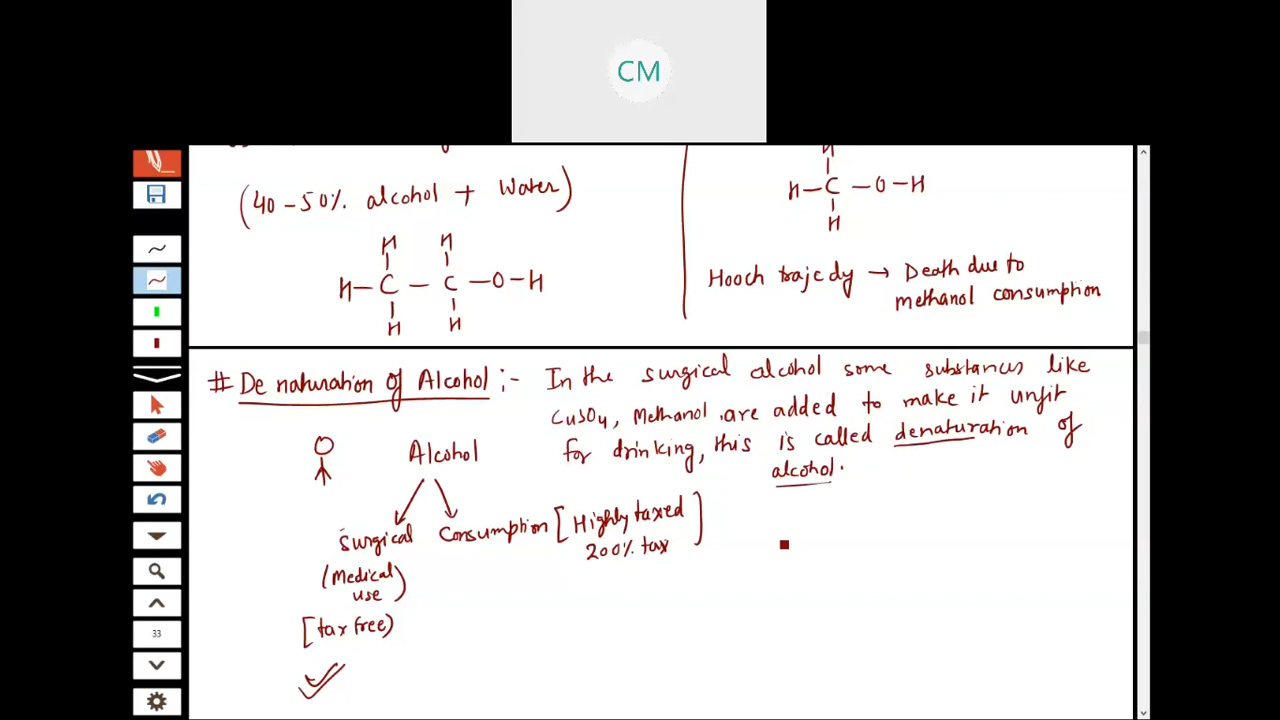 CM
(40-50% alcohol + Water)
H
H-C-O-H
H
H H
H-C-C-O-H
H H
Hooch trajedy → Death due to
methanol consumption
# Denaturation of Alcohol :- In the surgical alcohol some substances like
CuSO4, Methanol are added to make it unfit
for drinking, this is called denaturation of
alcohol.
Alcohol
Surgical Consumption [Highly taxed
200% tax]
(Medical
use)
[tax free)
33